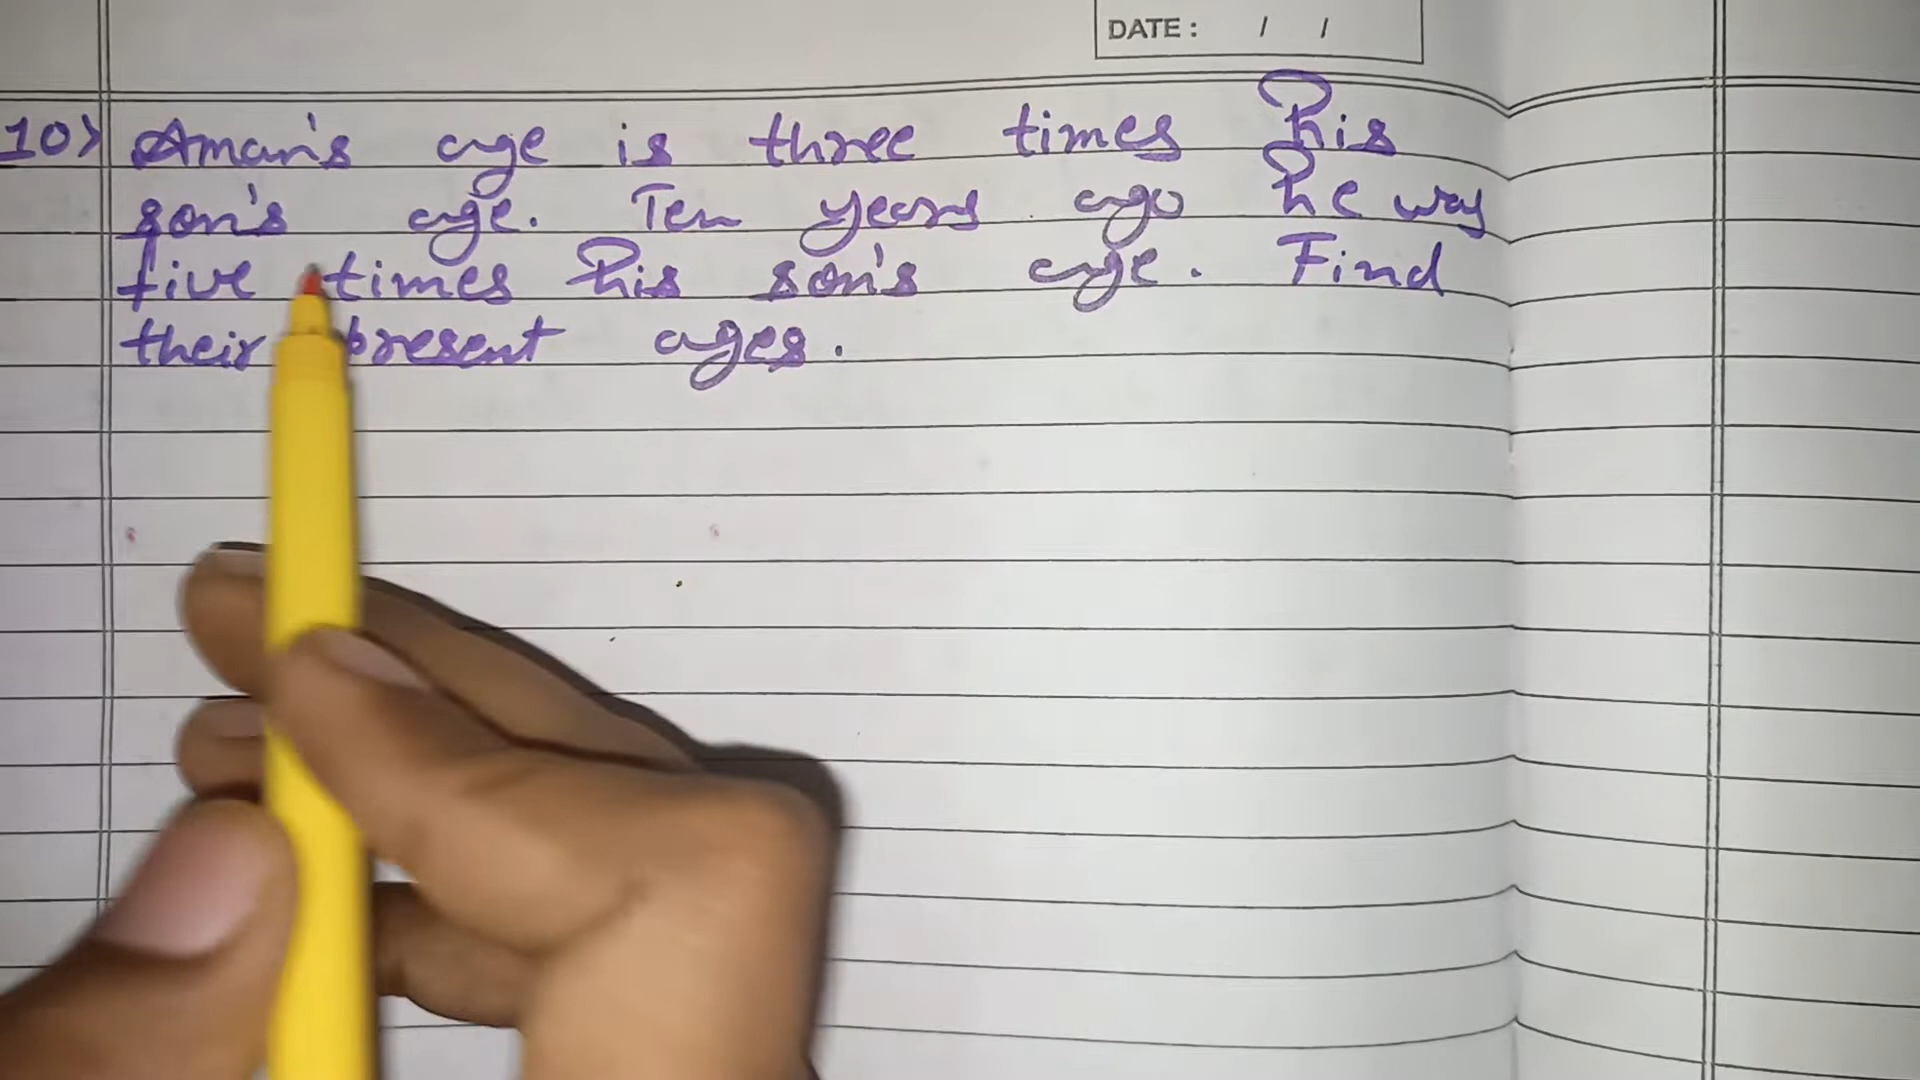 DATE : / /
10) Aman's age is three times his
son's age. Ten years ago he was
five times his son's age. Find
their present ages.